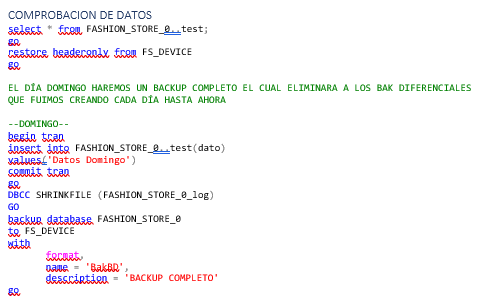 COMPROBACION DE DATOS
select * from FASHION_STORE_0..test;
go
restore headeronly from FS_DEVICE
go
EL DÍA DOMINGO HAREMOS UN BACKUP COMPLETO EL CUAL ELIMINARA A LOS BAK DIFERENCIALES
QUE FUIMOS CREANDO CADA DÍA HASTA AHORA
--DOMINGO--
begin tran
insert into FASHION_STORE_0..test(dato)
values('Datos Domingo')
commit tran
go
DBCC SHRINKFILE (FASHION_STORE_0_log)
GO
backup database FASHION_STORE_0
to FS_DEVICE
with
format,
name = 'BakBD',
description = 'BACKUP COMPLETO'
go